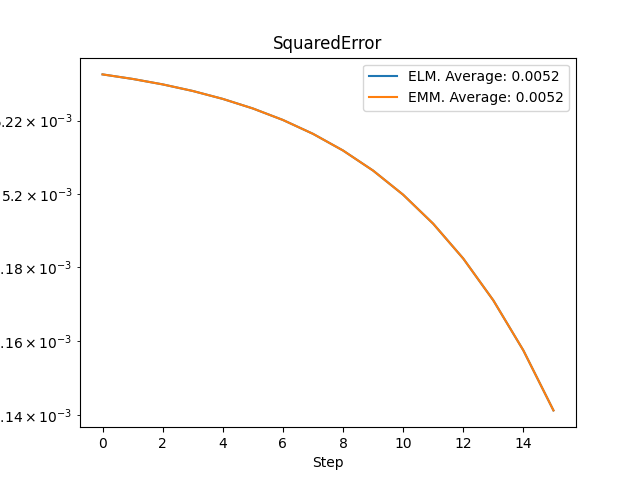 SquaredError
ELM. Average: 0.0052
EMM. Average: 0.0052
.22 × 10⁻³
5.2 × 10⁻³
.18 × 10⁻³
.16 × 10⁻³
.14 × 10⁻³
0 2 4 6 8 10 12 14
Step